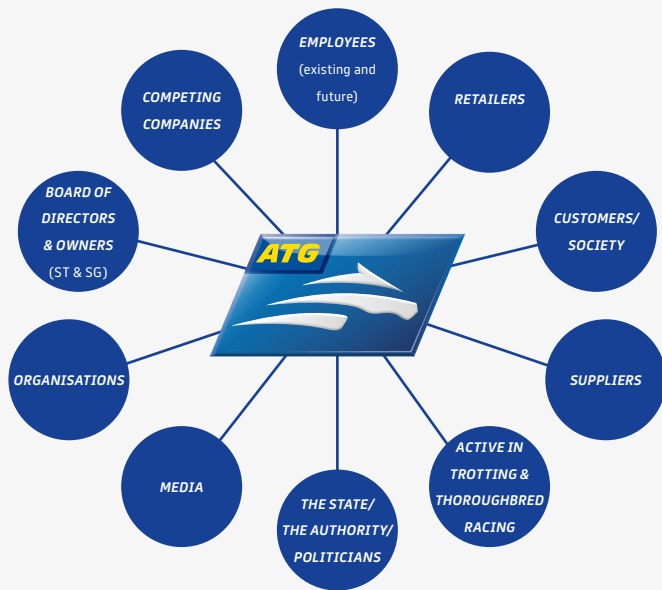 EMPLOYEES
(existing and
future)
COMPETING
COMPANIES
RETAILERS
BOARD OF
DIRECTORS
& OWNERS
(ST & SG)
CUSTOMERS/
SOCIETY
ATG
ORGANISATIONS
SUPPLIERS
MEDIA
ACTIVE IN
TROTTING &
THOROUGHBRED
RACING
THE STATE/
THE AUTHORITY/
POLITICIANS